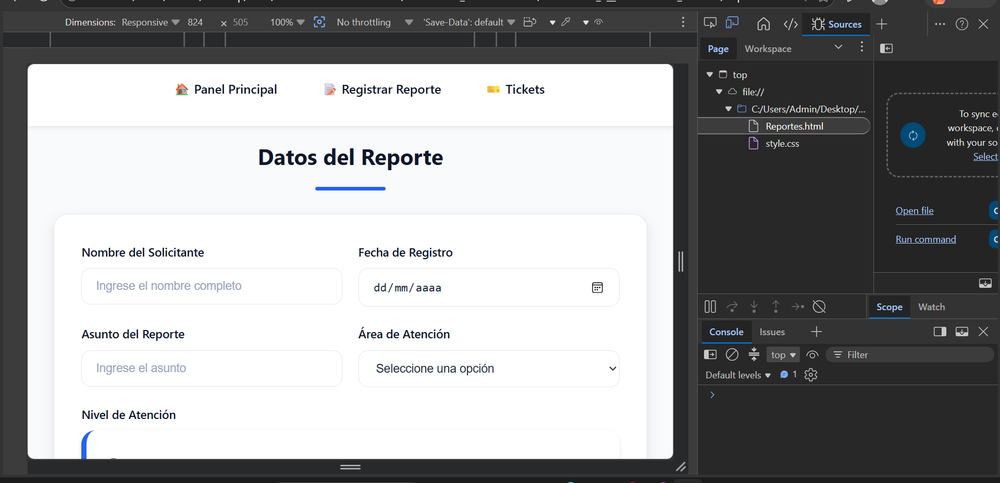 Dimensions: Responsive 824 × 505 100% No throttling 'Save-Data': default
Sources
Page Workspace
top
file://
C:/Users/Admin/Desktop/...
Reportes.html
style.css
To sync e
workspace,
with your so
Select
Open file
Run command
Scope Watch
Console Issues
top Filter
Default levels 1
Panel Principal Registrar Reporte Tickets
Datos del Reporte
Nombre del Solicitante Fecha de Registro
Ingrese el nombre completo dd/mm/aaaa
Asunto del Reporte Área de Atención
Ingrese el asunto Seleccione una opción
Nivel de Atención